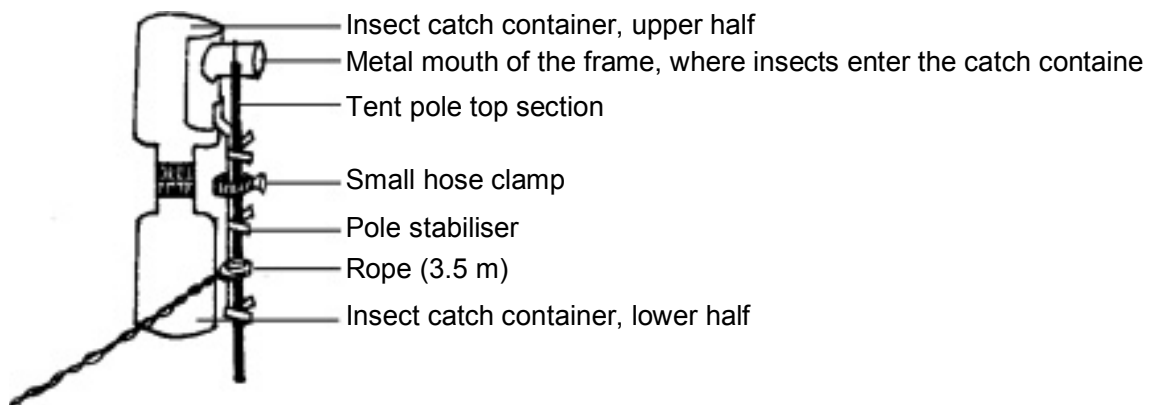 Insect catch container, upper half
Metal mouth of the frame, where insects enter the catch containe
Tent pole top section
Small hose clamp
Pole stabiliser
Rope (3.5 m)
Insect catch container, lower half